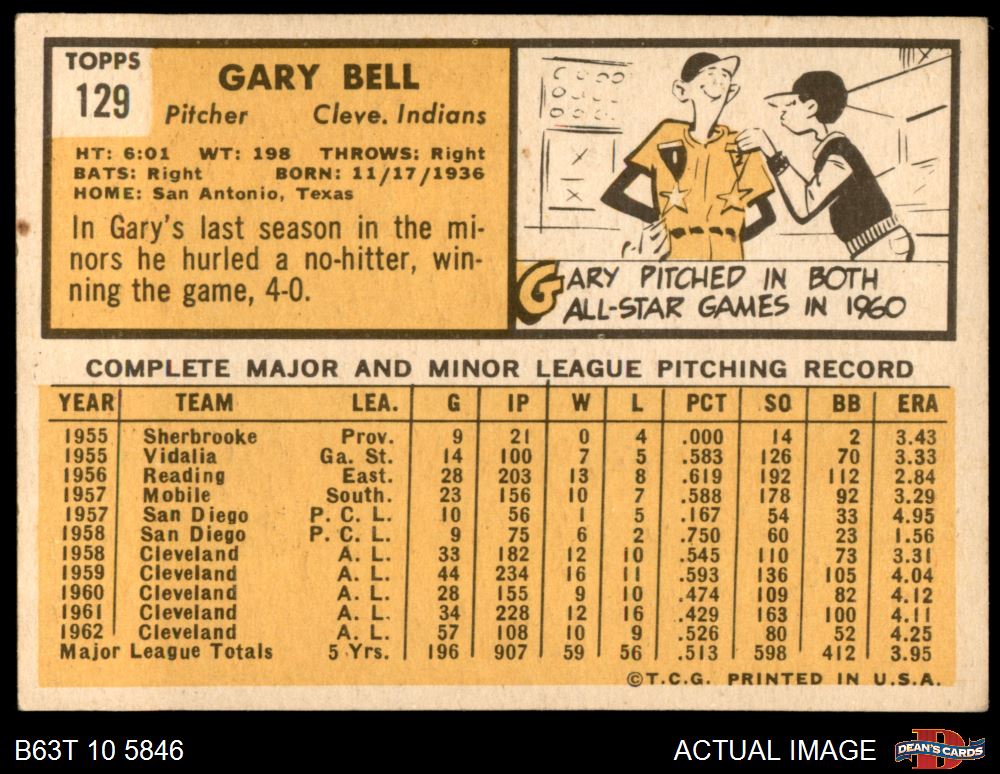 TOPPS
129
GARY BELL
Pitcher Cleve. Indians
HT: 6:01 WT: 198 THROWS: Right
BATS: Right BORN: 11/17/1936
HOME: San Antonio, Texas
In Gary's last season in the mi-
nors he hurled a no-hitter, win-
ning the game, 4-0.
GARY PITCHED IN BOTH
ALL-STAR GAMES IN 1960
COMPLETE MAJOR AND MINOR LEAGUE PITCHING RECORD
YEAR TEAM LEA. G IP W L PCT SO BB ERA
1955 Sherbrooke Prov. 9 21 0 4 .000 14 2 3.43
1955 Vidalia Ga. St. 14 100 7 5 .583 126 70 3.33
1956 Reading East. 28 203 13 8 .619 192 112 2.84
1957 Mobile South. 23 156 10 7 .588 178 92 3.29
1957 San Diego P. C. L. 10 56 1 5 .167 54 33 4.95
1958 San Diego P. C. L. 9 75 6 2 .750 60 23 1.56
1958 Cleveland A. L. 33 182 12 10 .545 110 73 3.31
1959 Cleveland A. L. 44 234 16 11 .593 136 105 4.04
1960 Cleveland A. L. 28 155 9 10 .474 109 82 4.12
1961 Cleveland A. L. 34 228 12 16 .429 163 100 4.11
1962 Cleveland A. L. 57 108 10 9 .526 80 52 4.25
Major League Totals 5 Yrs. 196 907 59 56 .513 598 412 3.95
©T.C.G. PRINTED IN U.S.A.
B63T 10 5846 ACTUAL IMAGE DEAN'S CARDS